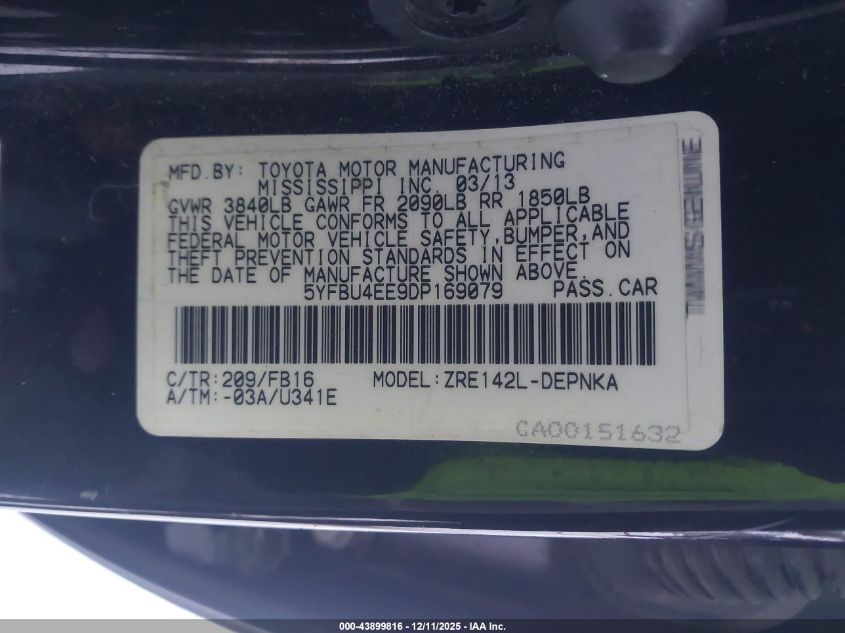 MFD.BY: TOYOTA MOTOR MANUFACTURING
MISSISSIPPI INC. 03/13
GVWR 3840LB GAWR FR 2090LB RR 1850LB
THIS VEHICLE CONFORMS TO ALL APPLICABLE
FEDERAL MOTOR VEHICLE SAFETY,BUMPER,AND
THEFT PREVENTION STANDARDS IN EFFECT ON
THE DATE OF MANUFACTURE SHOWN ABOVE.
5YFBU4EE9DP169079 PASS.CAR
C/TR:209/FB16 MODEL:ZRE142L-DEPNKA
A/TM:-03A/U341E
CA00151632
000-43899816 - 12/11/2025 - IAA Inc.